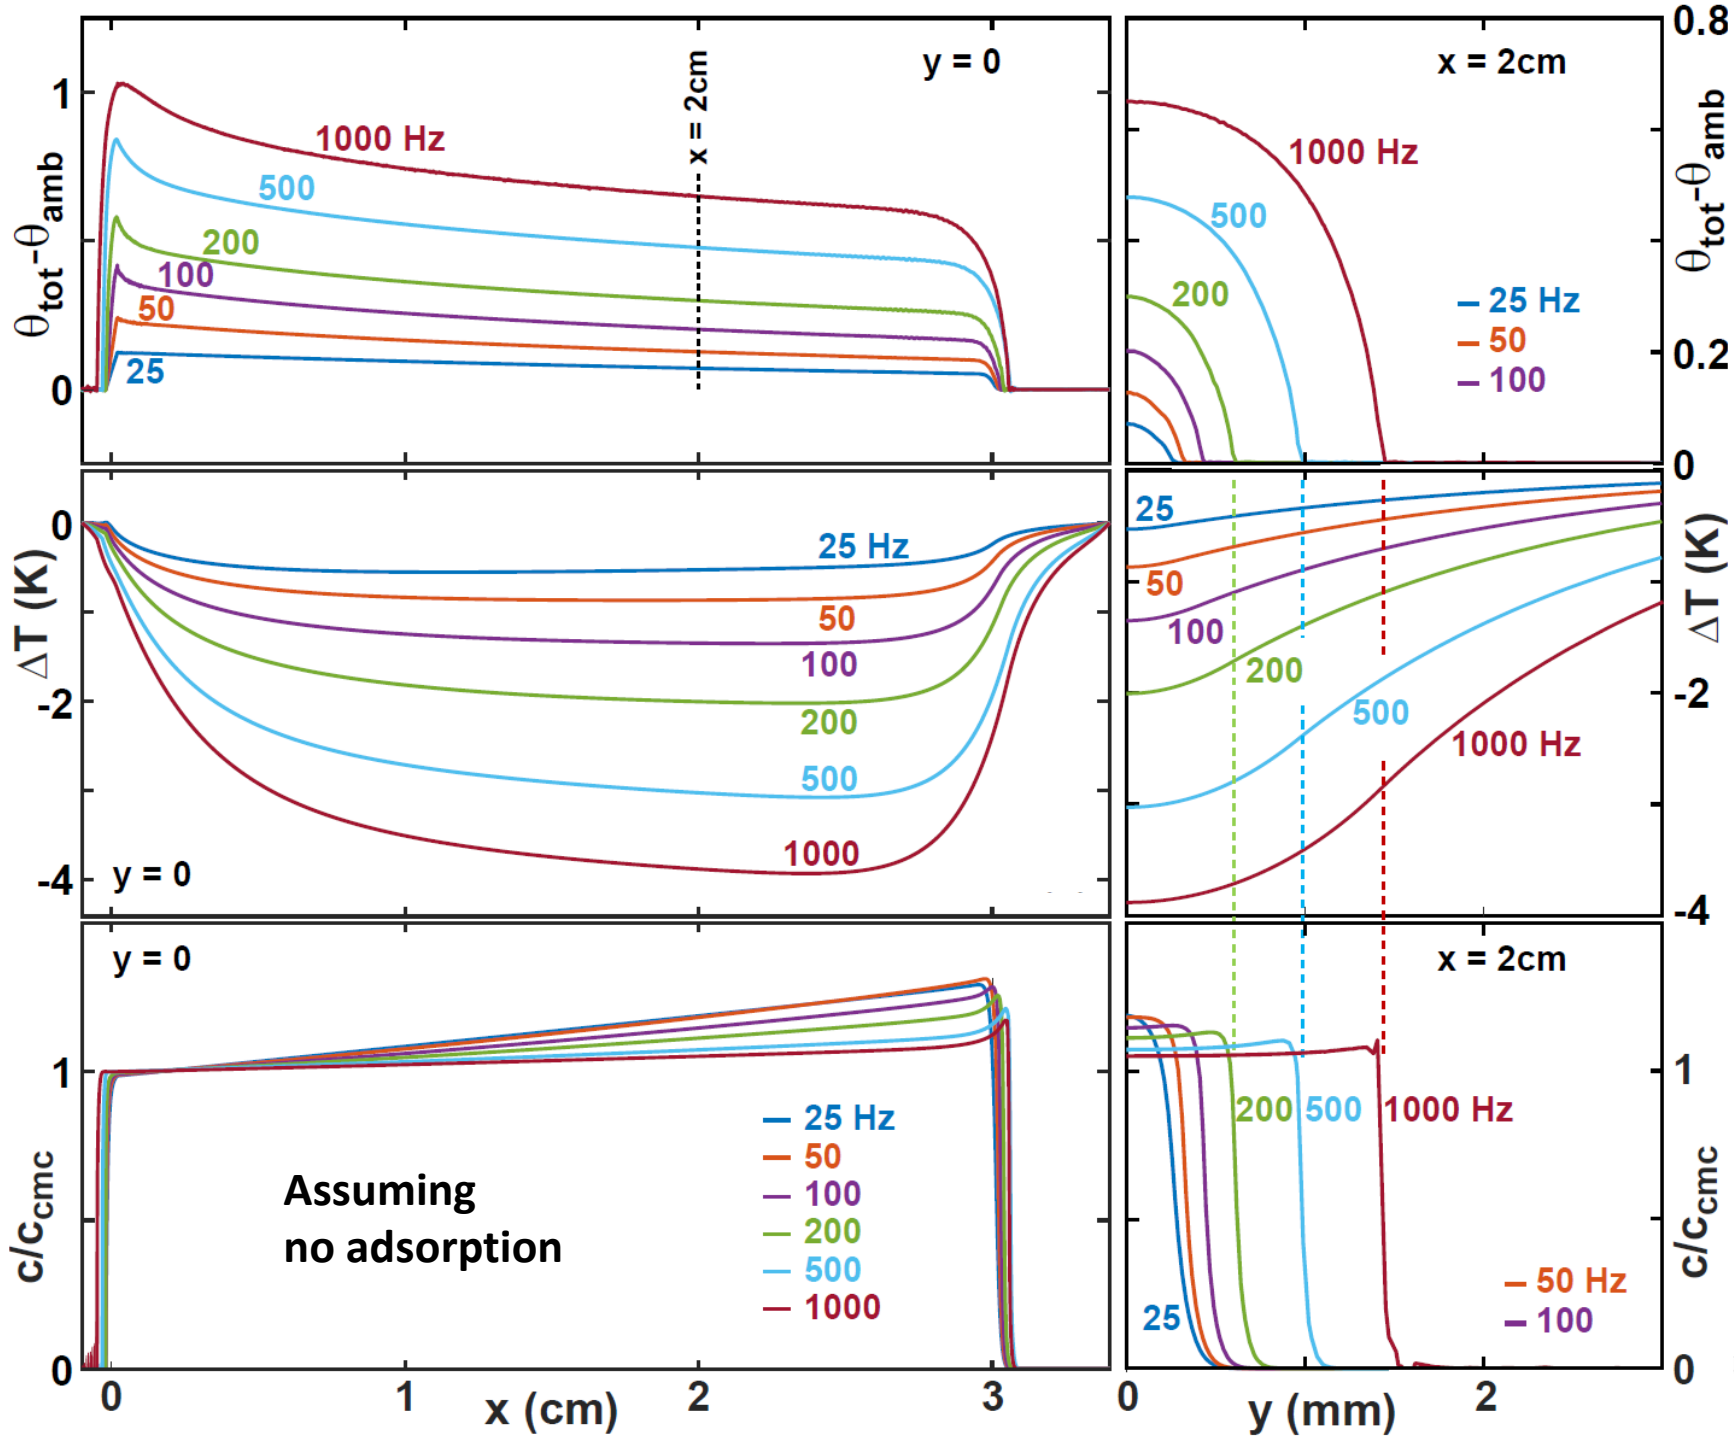 y = 0
x = 2cm
1000 Hz
500
200
100
50
25
1
0
θtot-θamb
x = 2cm
1000 Hz
500
200
25 Hz
50
100
0.8
0.2
0
θtot-θamb
25 Hz
50
100
200
500
1000
y = 0
0
-2
-4
ΔT (K)
25
50
100
200
500
1000 Hz
0
-2
-4
ΔT (K)
y = 0
Assuming
no adsorption
25 Hz
50
100
200
500
1000
1
0
c/ccmc
0
1
2
3
x (cm)
x = 2cm
200
500
1000 Hz
25
50 Hz
100
1
0
c/ccmc
0
2
y (mm)